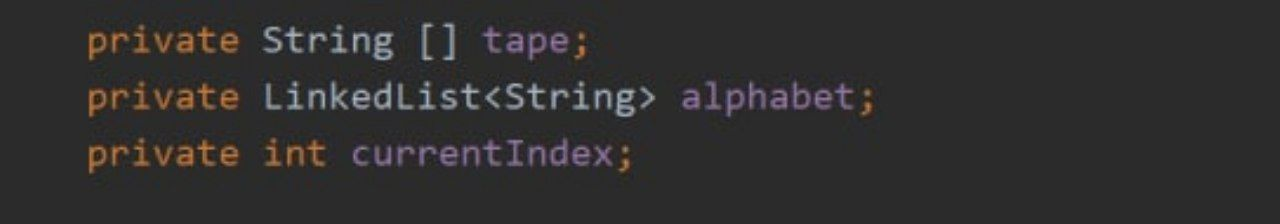 private String [] tape;
private LinkedList<String> alphabet;
private int currentIndex;